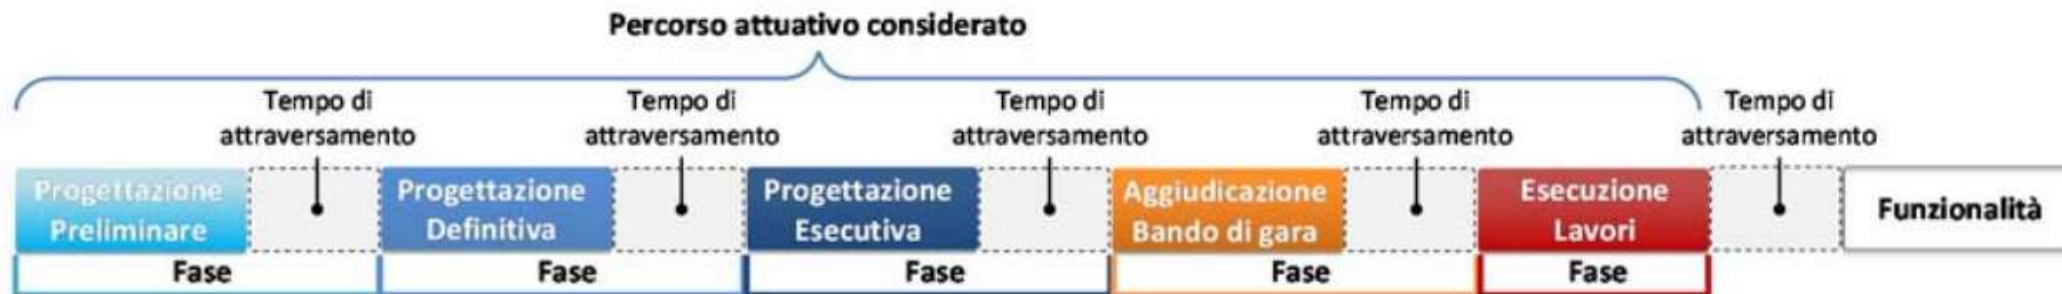 Percorso attuativo considerato
Tempo di
attraversamento
Tempo di
attraversamento
Tempo di
attraversamento
Tempo di
attraversamento
Tempo di
attraversamento
Progettazione
Preliminare
Progettazione
Definitiva
Progettazione
Esecutiva
Aggiudicazione
Bando di gara
Esecuzione
Lavori
Funzionalità
Fase
Fase
Fase
Fase
Fase